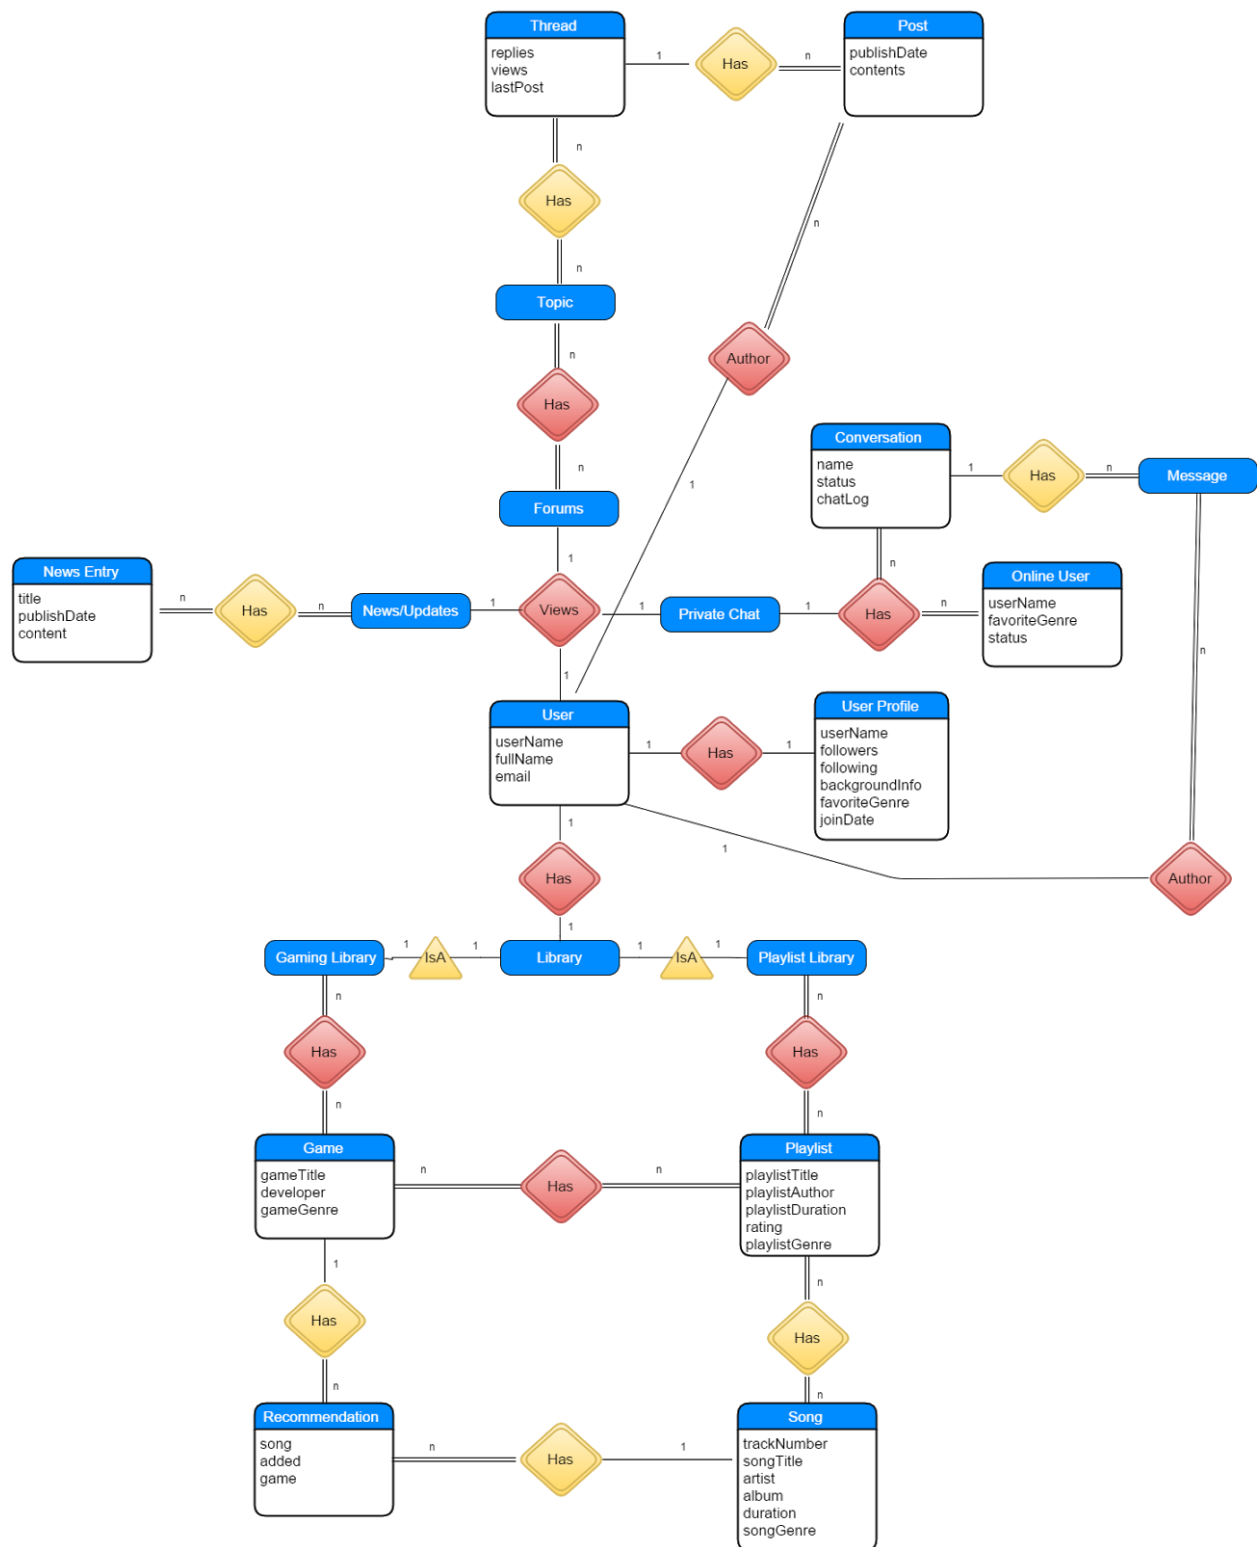 Thread
replies
views
lastPost
1
Has
n
Post
publishDate
contents
n
Has
n
n
Topic
n
Has
n
Author
1
Forums
1
Conversation
name
status
chatLog
1
Has
n
Message
n
News Entry
title
publishDate
content
n
Has
n
News/Updates
1
Views
1
Private Chat
1
Has
n
Online User
userName
favoriteGenre
status
n
1
User
userName
fullName
email
1
Has
1
User Profile
userName
followers
following
backgroundInfo
favoriteGenre
joinDate
1
1
Has
Author
1
Gaming Library
1
IsA
1
Library
1
IsA
1
Playlist Library
n
n
Has
Has
n
n
Game
gameTitle
developer
gameGenre
n
Has
n
Playlist
playlistTitle
playlistAuthor
playlistDuration
rating
playlistGenre
1
n
Has
Has
n
n
Recommendation
song
added
game
n
Has
1
Song
trackNumber
songTitle
artist
album
duration
songGenre